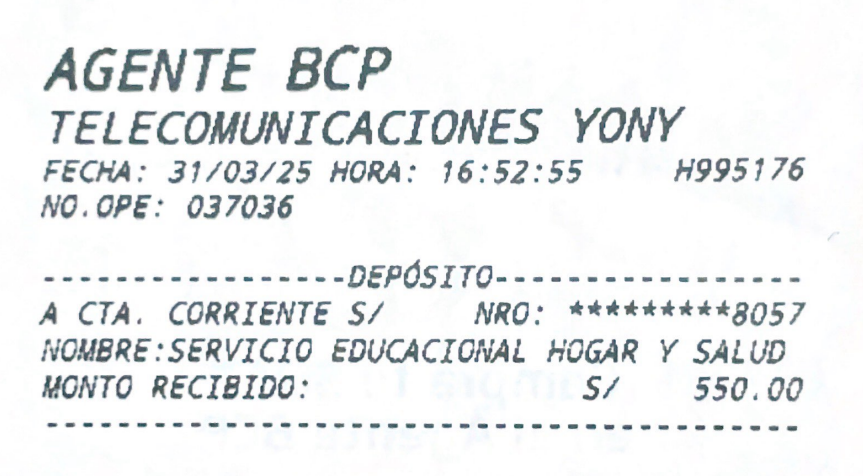 AGENTE BCP
TELECOMUNICACIONES YONY
FECHA: 31/03/25 HORA: 16:52:55 H995176
NO.OPE: 037036
-----------------DEPÓSITO-----------------
A CTA. CORRIENTE S/ NRO: *********8057
NOMBRE:SERVICIO EDUCACIONAL HOGAR Y SALUD
MONTO RECIBIDO: S/ 550.00
------------------------------------------